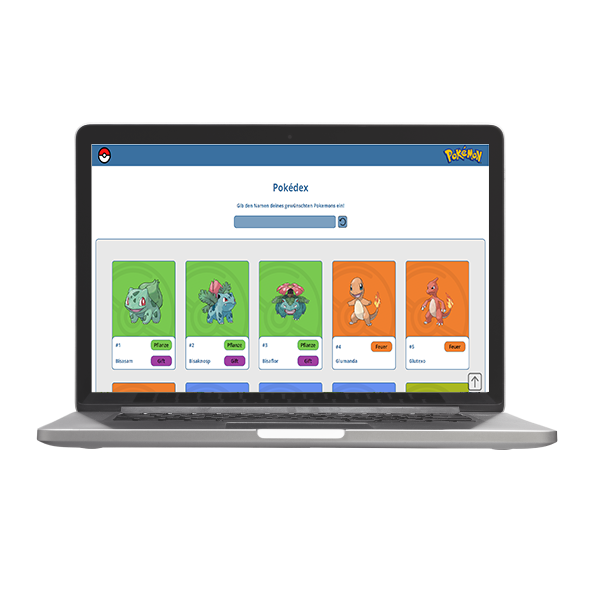 Pokémon
Pokédex
Gib den Namen deines gewünschten Pokemons ein!
#1 Pflanze
Bisasam Gift
#2 Pflanze
Bisaknosp Gift
#3 Pflanze
Bisaflor Gift
#4 Feuer
Glumanda
#5 Feuer
Glutexo